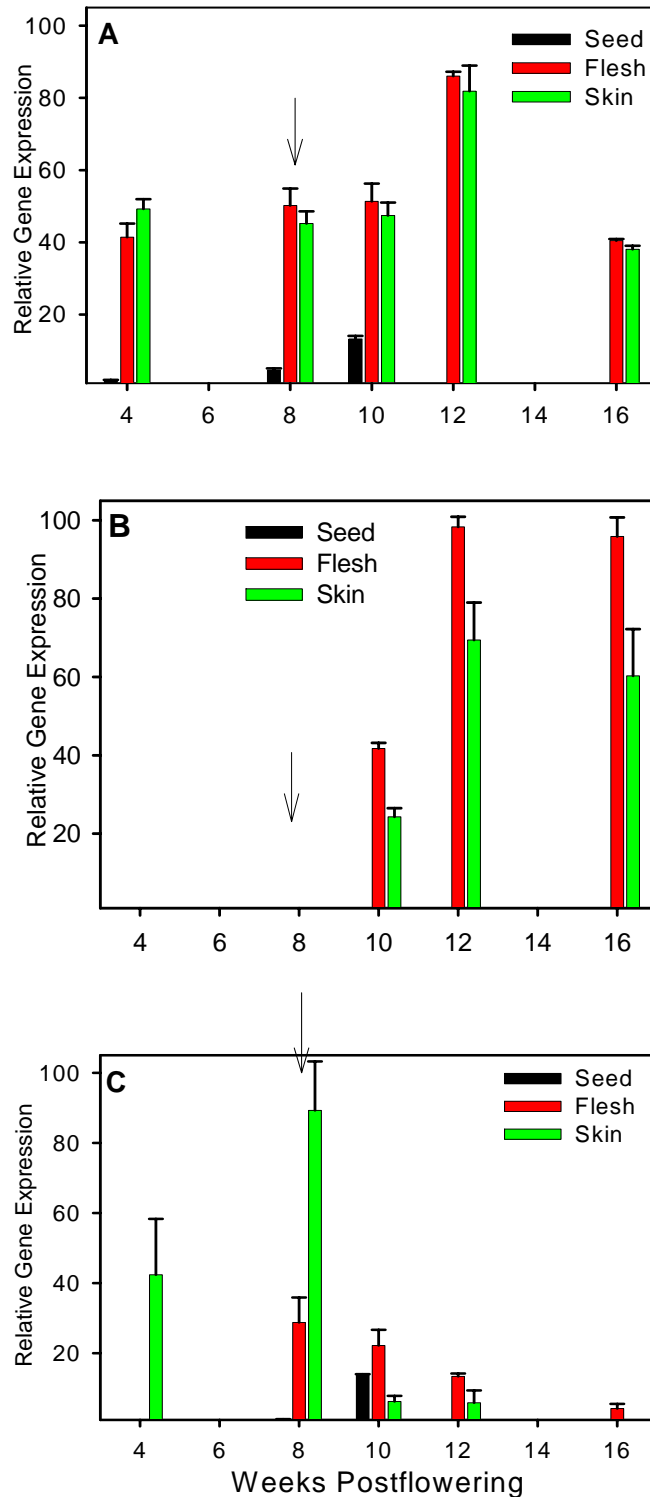 A
Seed
Flesh
Skin
Relative Gene Expression
100
80
60
40
20
4 6 8 10 12 14 16
B
Seed
Flesh
Skin
Relative Gene Expression
100
80
60
40
20
4 6 8 10 12 14 16
C
Seed
Flesh
Skin
Relative Gene Expression
100
80
60
40
20
4 6 8 10 12 14 16
Weeks Postflowering